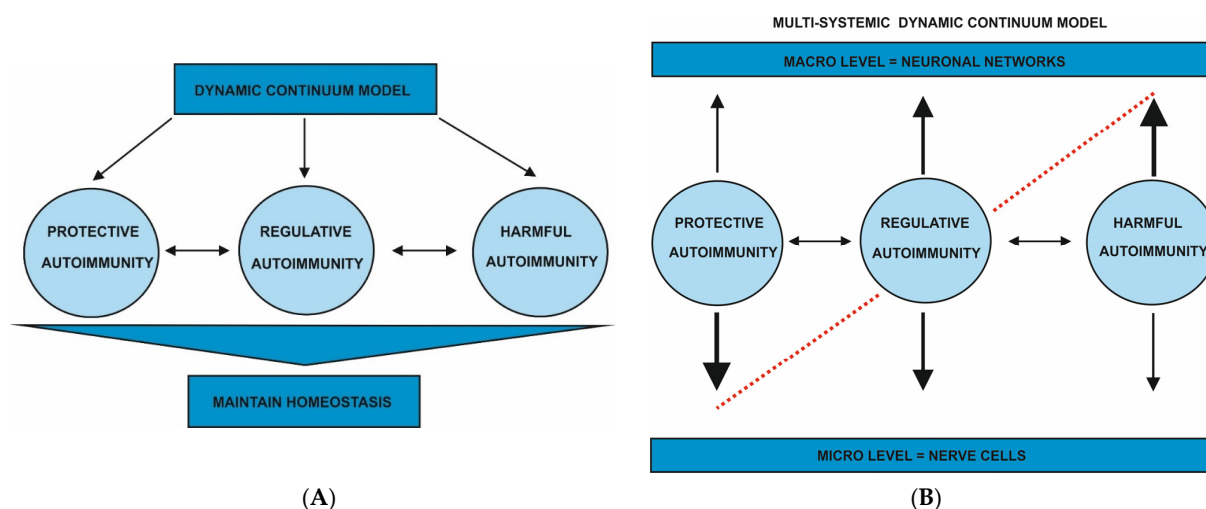 DYNAMIC CONTINUUM MODEL
PROTECTIVE
AUTOIMMUNITY
REGULATIVE
AUTOIMMUNITY
HARMFUL
AUTOIMMUNITY
MAINTAIN HOMEOSTASIS
(A)
MULTI-SYSTEMIC DYNAMIC CONTINUUM MODEL
MACRO LEVEL = NEURONAL NETWORKS
PROTECTIVE
AUTOIMMUNITY
REGULATIVE
AUTOIMMUNITY
HARMFUL
AUTOIMMUNITY
MICRO LEVEL = NERVE CELLS
(B)